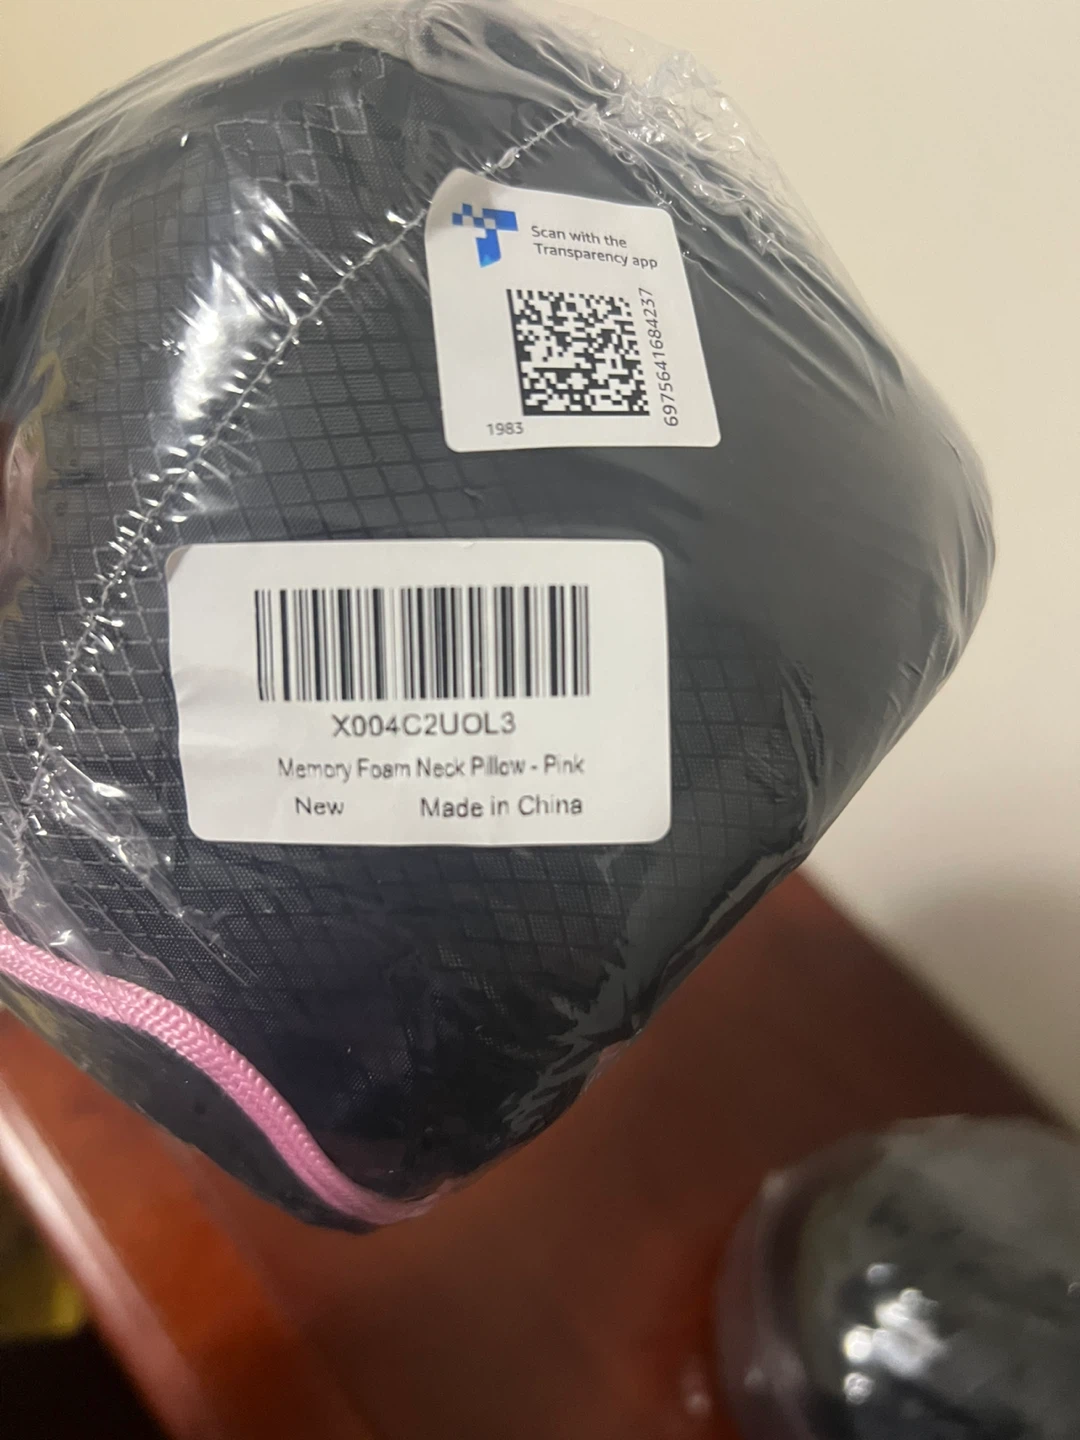 Scan with the
Transparency app
6975641684237
1983
X004C2UOL3
Memory Foam Neck Pillow - Pink
New Made in China